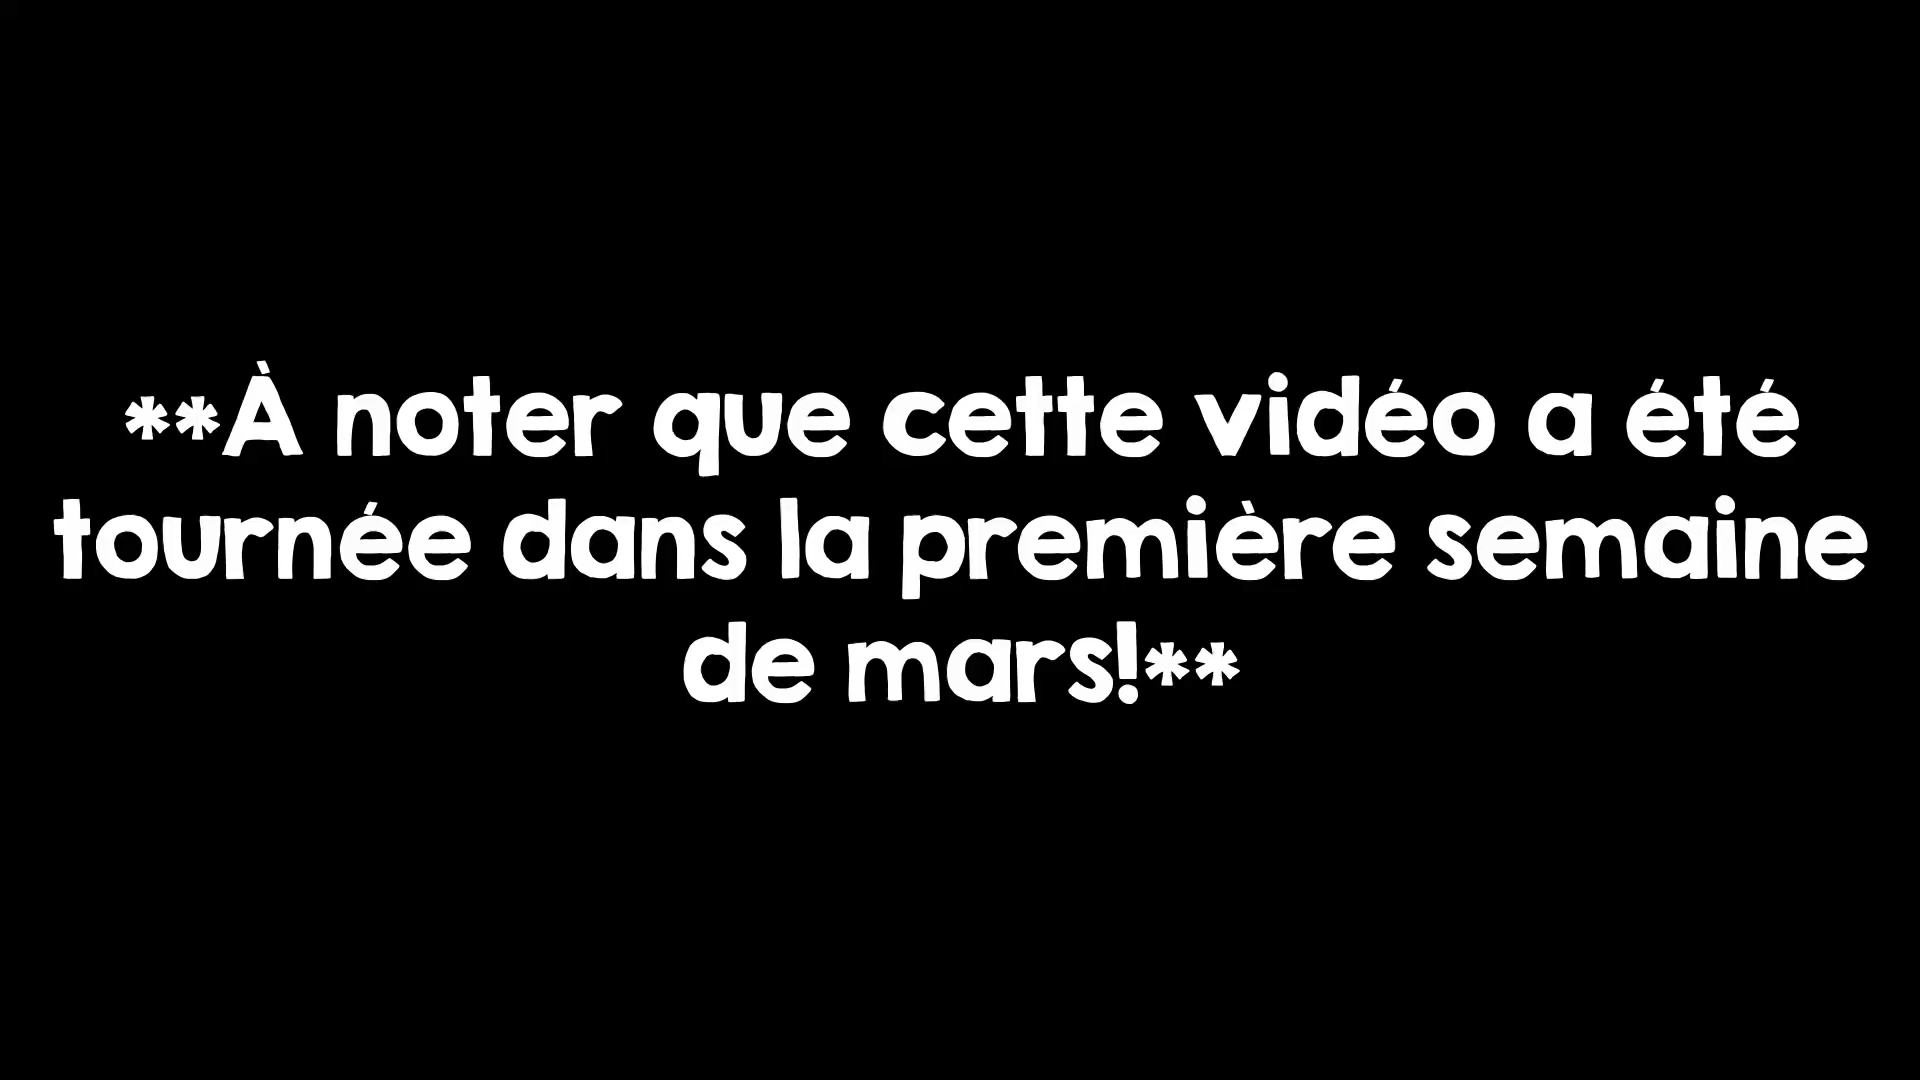 **À noter que cette vidéo a été
tournée dans la première semaine
de mars!**